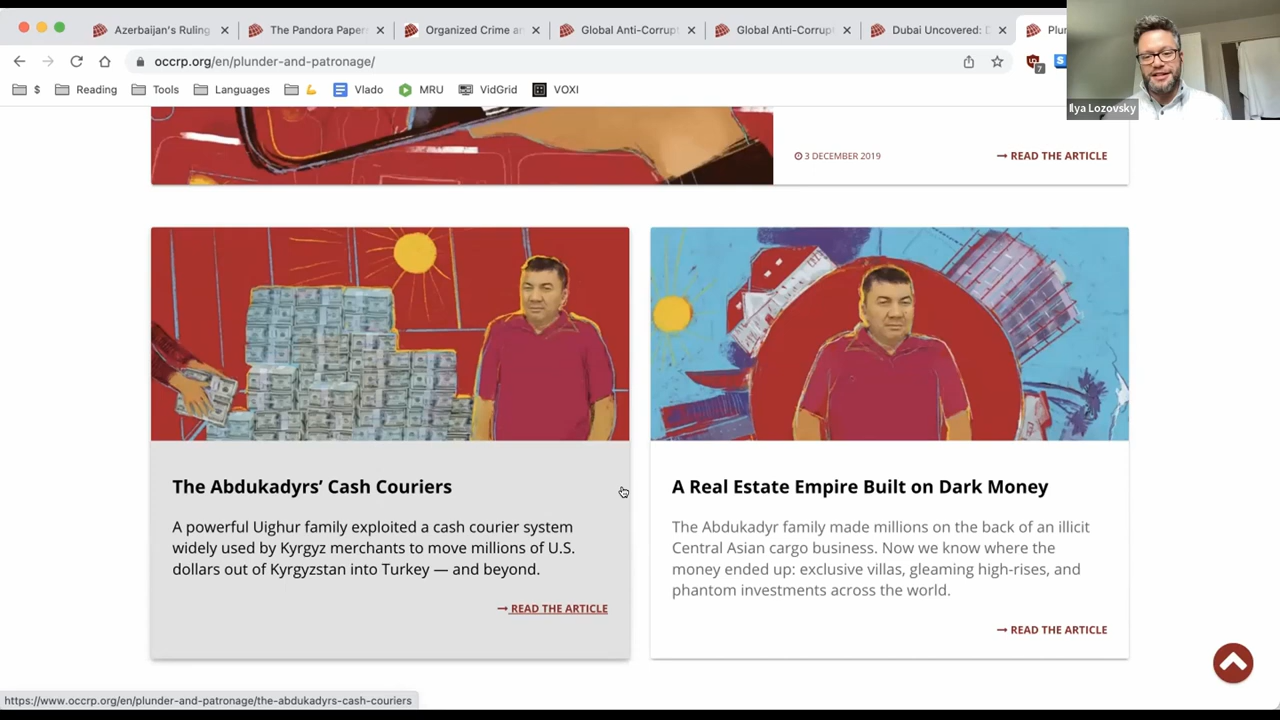 Azerbaijan's Ruling
The Pandora Paper
Organized Crime an
Global Anti-Corrupt
Global Anti-Corrupt
Dubai Uncovered: D
Plun
occrp.org/en/plunder-and-patronage/
7
S
$
Reading
Tools
Languages
Vlado
MRU
VidGrid
VOXI
Ilya Lozovsky
3 DECEMBER 2019
READ THE ARTICLE
The Abdukadyrs' Cash Couriers
A powerful Uighur family exploited a cash courier system
widely used by Kyrgyz merchants to move millions of U.S.
dollars out of Kyrgyzstan into Turkey — and beyond.
READ THE ARTICLE
A Real Estate Empire Built on Dark Money
The Abdukadyr family made millions on the back of an illicit
Central Asian cargo business. Now we know where the
money ended up: exclusive villas, gleaming high-rises, and
phantom investments across the world.
READ THE ARTICLE
https://www.occrp.org/en/plunder-and-patronage/the-abdukadyrs-cash-couriers